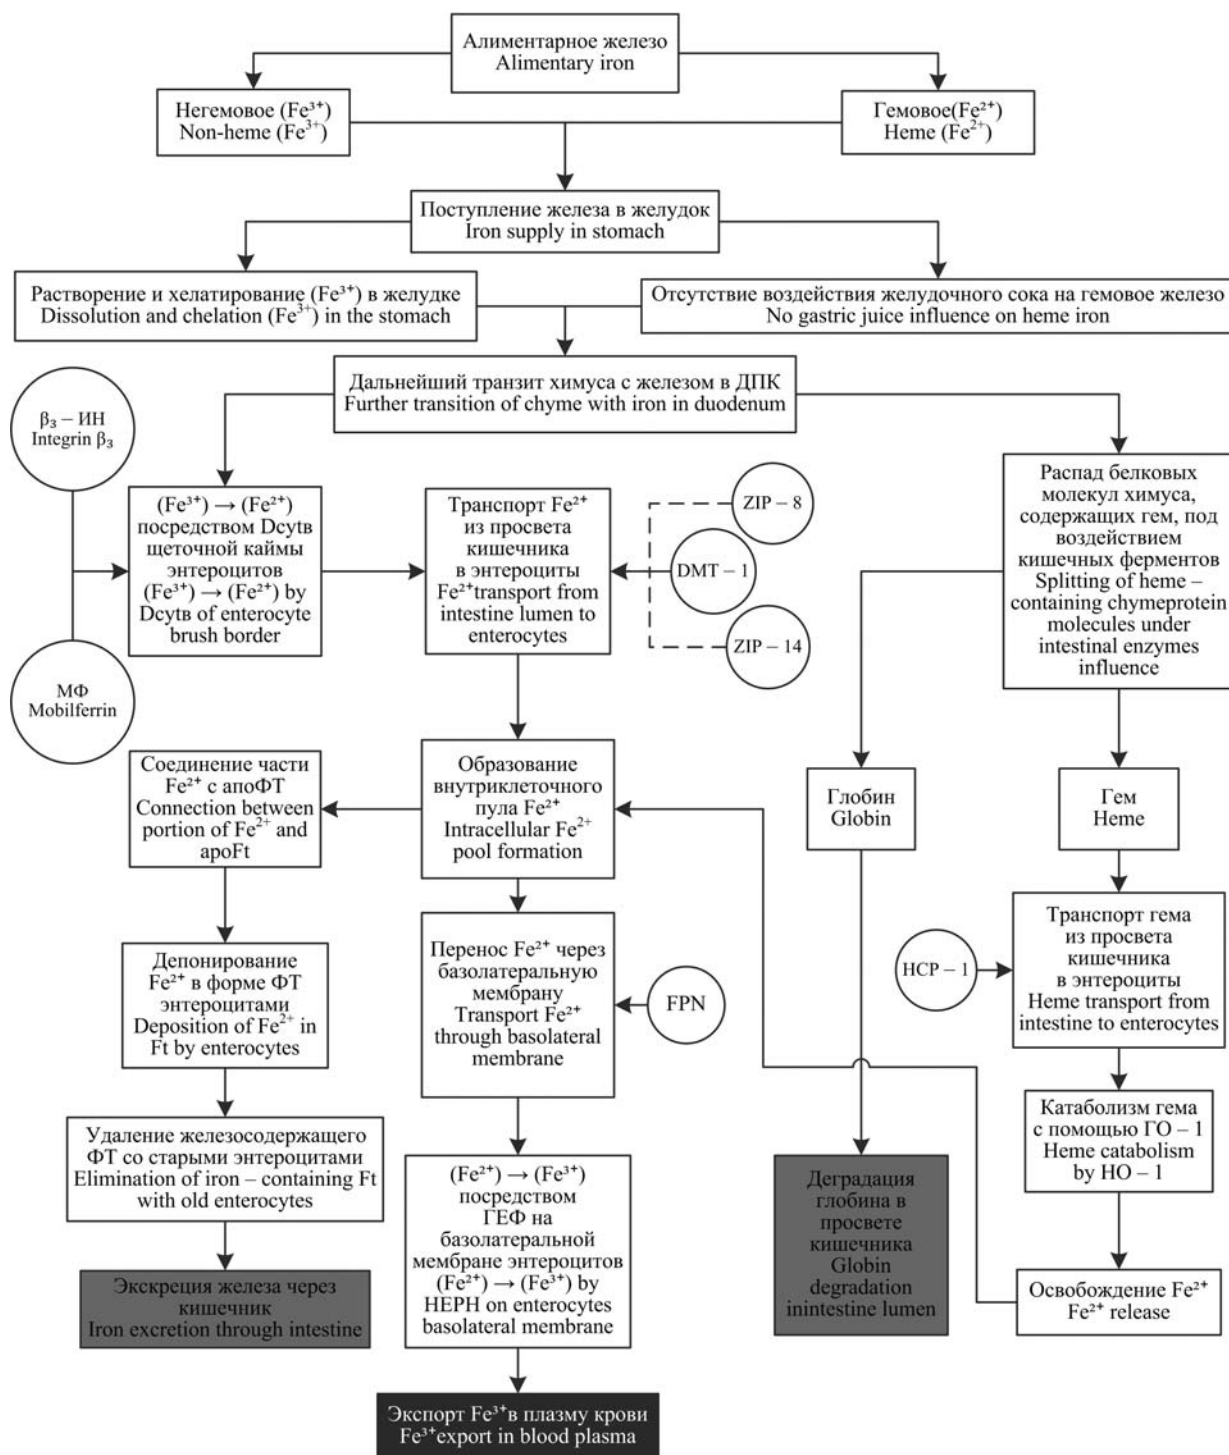 Алиментарное железо
Alimentary iron
Негемовое (Fe³⁺)
Non-heme (Fe³⁺)
Гемовое(Fe²⁺)
Heme (Fe²⁺)
Поступление железа в желудок
Iron supply in stomach
Растворение и хелатирование (Fe³⁺) в желудке
Dissolution and chelation (Fe³⁺) in the stomach
Отсутствие воздействия желудочного сока на гемовое железо
No gastric juice influence on heme iron
Дальнейший транзит химуса с железом в ДПК
Further transition of chyme with iron in duodenum
β₃ – ИН
Integrin β₃
(Fe³⁺) → (Fe²⁺)
посредством Dcytв
щеточной каймы
энтероцитов
(Fe³⁺) → (Fe²⁺) by
Dcytв of enterocyte
brush border
МФ
Mobilferrin
Транспорт Fe²⁺
из просвета
кишечника
в энтероциты
Fe²⁺transport from
intestine lumen to
enterocytes
ZIP – 8
DMT – 1
ZIP – 14
Распад белковых
молекул химуса,
содержащих гем, под
воздействием
кишечных ферментов
Splitting of heme –
containing chymeprotein
molecules under
intestinal enzymes
influence
Соединение части
Fe²⁺ с апоФТ
Connection between
portion of Fe²⁺ and
apoFt
Образование
внутриклеточного
пула Fe²⁺
Intracellular Fe²⁺
pool formation
Глобин
Globin
Гем
Heme
Депонирование
Fe²⁺ в форме ФТ
энтероцитами
Deposition of Fe²⁺ in
Ft by enterocytes
Перенос Fe²⁺ через
базолатеральную
мембрану
Transport Fe²⁺
through basolateral
membrane
FPN
HCP – 1
Транспорт гема
из просвета
кишечника
в энтероциты
Heme transport from
intestine to enterocytes
Удаление железосодержащего
ФТ со старыми энтероцитами
Elimination of iron – containing Ft
with old enterocytes
Катаболизм гема
с помощью ГО – 1
Heme catabolism
by HO – 1
(Fe²⁺) → (Fe³⁺)
посредством
ГЕФ на
базолатеральной
мембране энтероцитов
(Fe²⁺) → (Fe³⁺) by
HEPH on enterocytes
basolateral membrane
Деградация
глобина в
просвете
кишечника
Globin
degradation
inintestine lumen
Экскреция железа через
кишечник
Iron excretion through intestine
Освобождение Fe²⁺
Fe²⁺ release
Экспорт Fe³⁺в плазму крови
Fe³⁺export in blood plasma